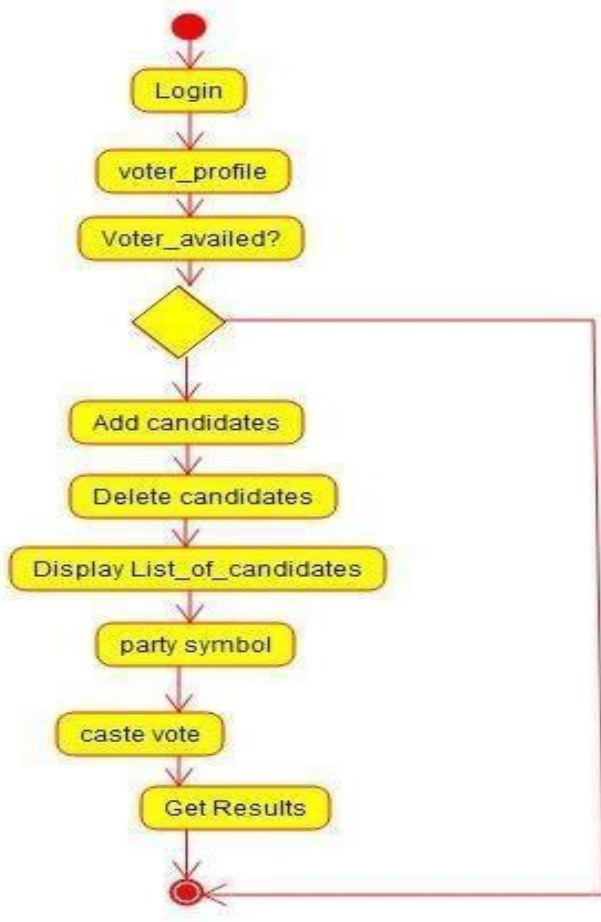 Login
voter_profile
Voter_availed?
Add candidates
Delete candidates
Display List_of_candidates
party symbol
caste vote
Get Results